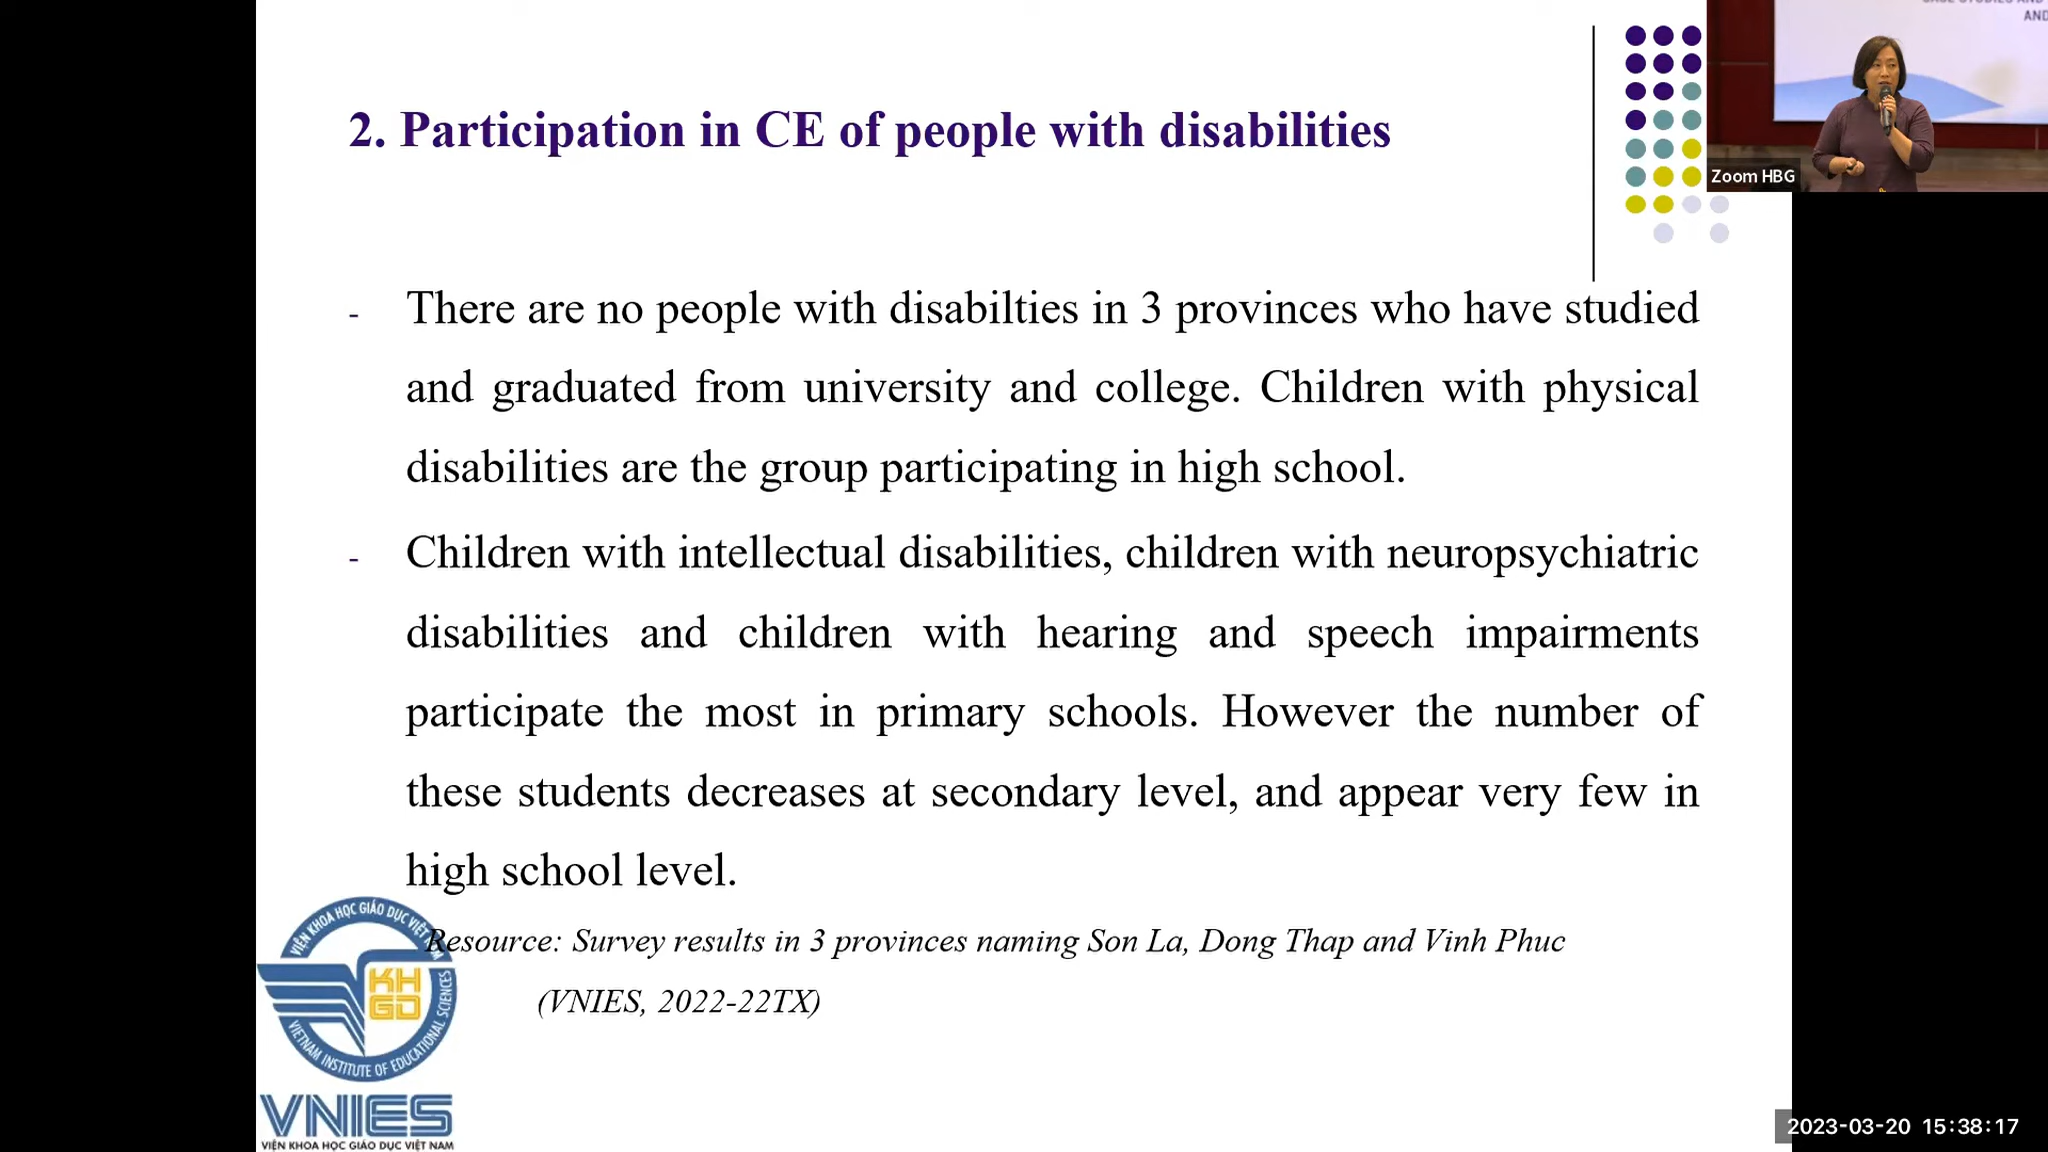 2. Participation in CE of people with disabilities
- There are no people with disabilties in 3 provinces who have studied
and graduated from university and college. Children with physical
disabilities are the group participating in high school.
- Children with intellectual disabilities, children with neuropsychiatric
disabilities and children with hearing and speech impairments
participate the most in primary schools. However the number of
these students decreases at secondary level, and appear very few in
high school level.
Resource: Survey results in 3 provinces naming Son La, Dong Thap and Vinh Phuc
(VNIES, 2022-22TX)
VIỆN KHOA HỌC GIÁO DỤC VIỆT NAM
KH
GD
VIETNAM INSTITUTE OF EDUCATIONAL SCIENCES
VNIES
VIỆN KHOA HỌC GIÁO DỤC VIỆT NAM
AND
Zoom HBG
2023-03-20 15:38:17